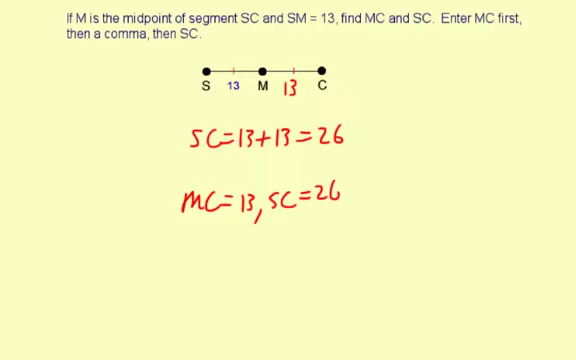 If M is the midpoint of segment SC and SM = 13, find MC and SC. Enter MC first,
then a comma, then SC.
S 13 M 13 C
SC=13+13=26
MC=13, SC=26